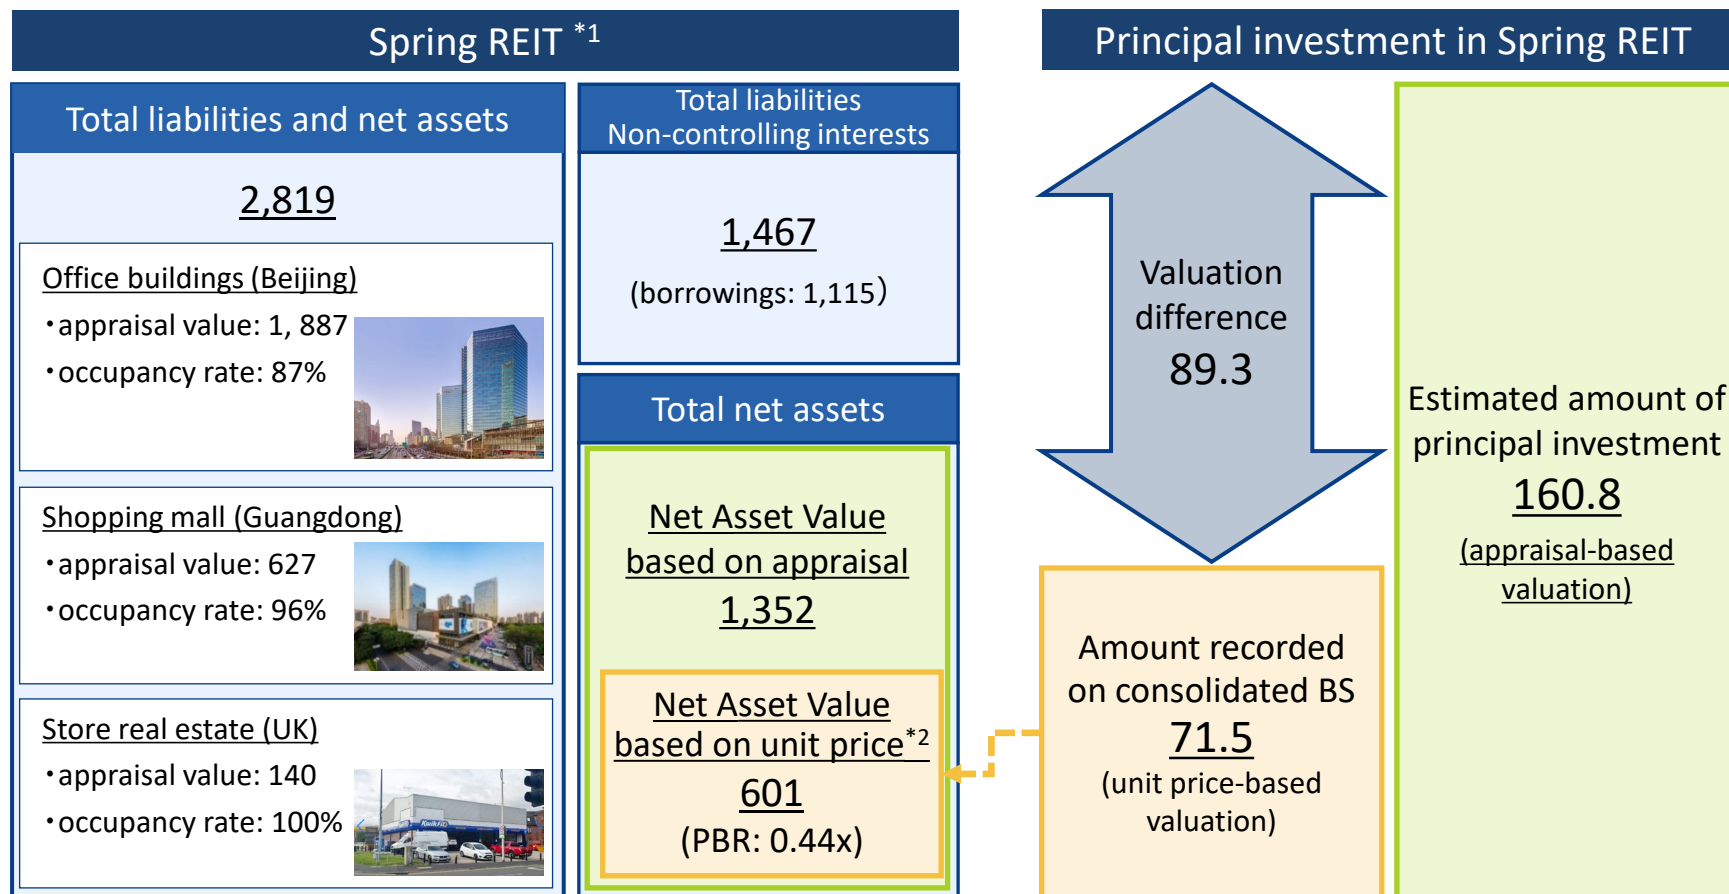 Spring REIT *1
Total liabilities and net assets
2,819
Office buildings (Beijing)
・appraisal value: 1, 887
・occupancy rate: 87%
Shopping mall (Guangdong)
・appraisal value: 627
・occupancy rate: 96%
Store real estate (UK)
・appraisal value: 140
・occupancy rate: 100%
KwikFit
Total liabilities
Non-controlling interests
1,467
(borrowings: 1,115）
Total net assets
Net Asset Value
based on appraisal
1,352
Net Asset Value
based on unit price*2
601
(PBR: 0.44x)
Principal investment in Spring REIT
Valuation
difference
89.3
Amount recorded
on consolidated BS
71.5
(unit price-based
valuation)
Estimated amount of
principal investment
160.8
(appraisal-based
valuation)